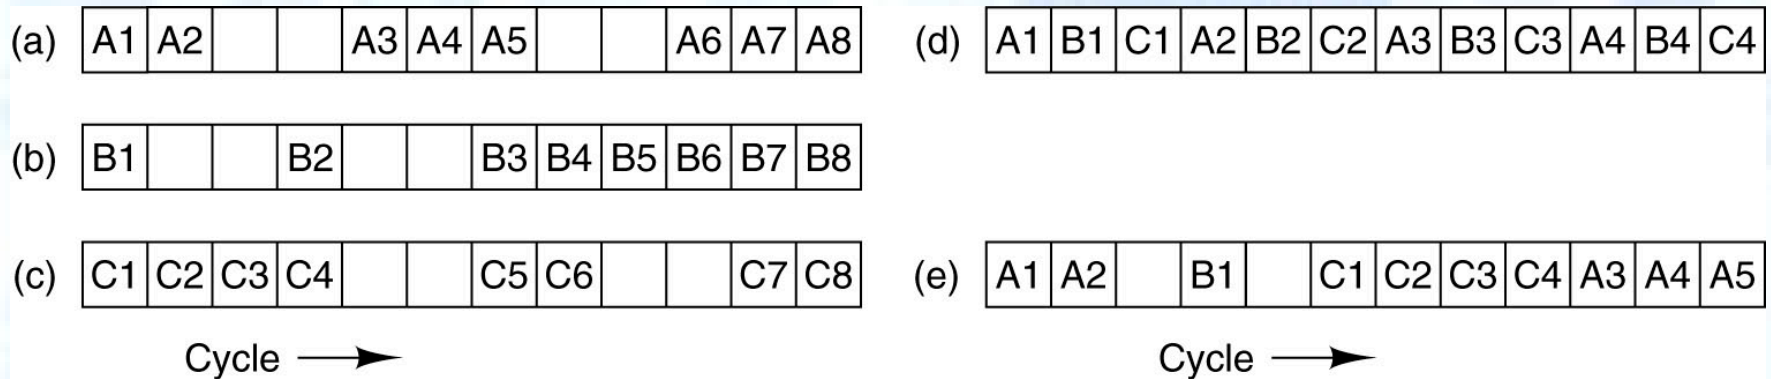 (a) A1 A2 A3 A4 A5 A6 A7 A8
(b) B1 B2 B3 B4 B5 B6 B7 B8
(c) C1 C2 C3 C4 C5 C6 C7 C8
Cycle
(d) A1 B1 C1 A2 B2 C2 A3 B3 C3 A4 B4 C4
(e) A1 A2 B1 C1 C2 C3 C4 A3 A4 A5
Cycle